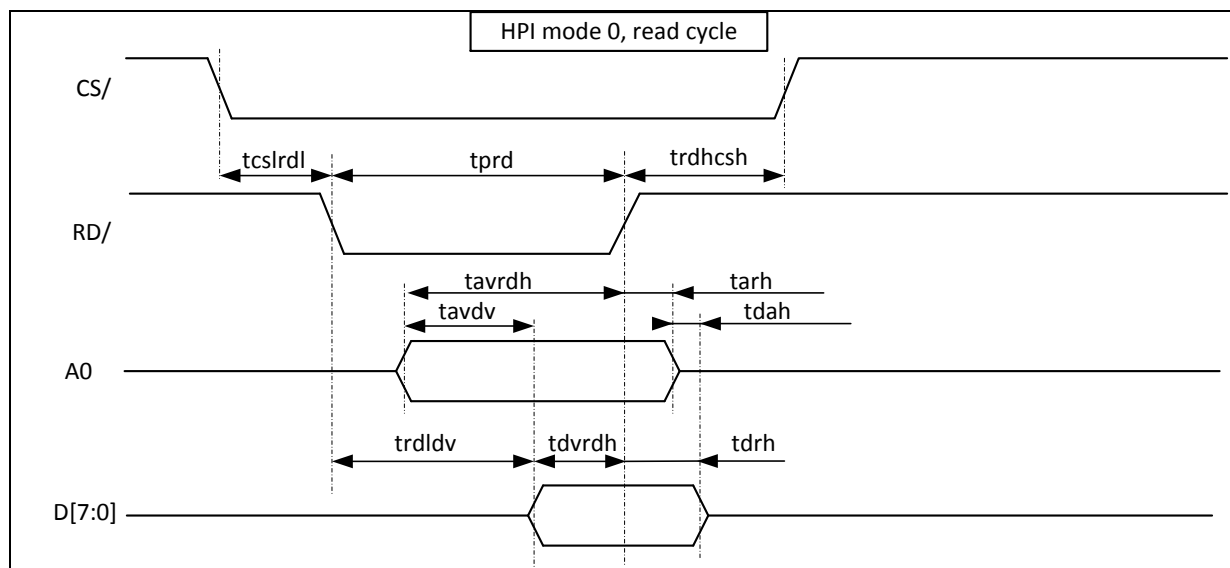 HPI mode 0, read cycle
CS/
tcslrdl tprd trdhcsh
RD/
tavrdh tarh
tavdv tdah
A0
trdldv tdvrdh tdrh
D[7:0]